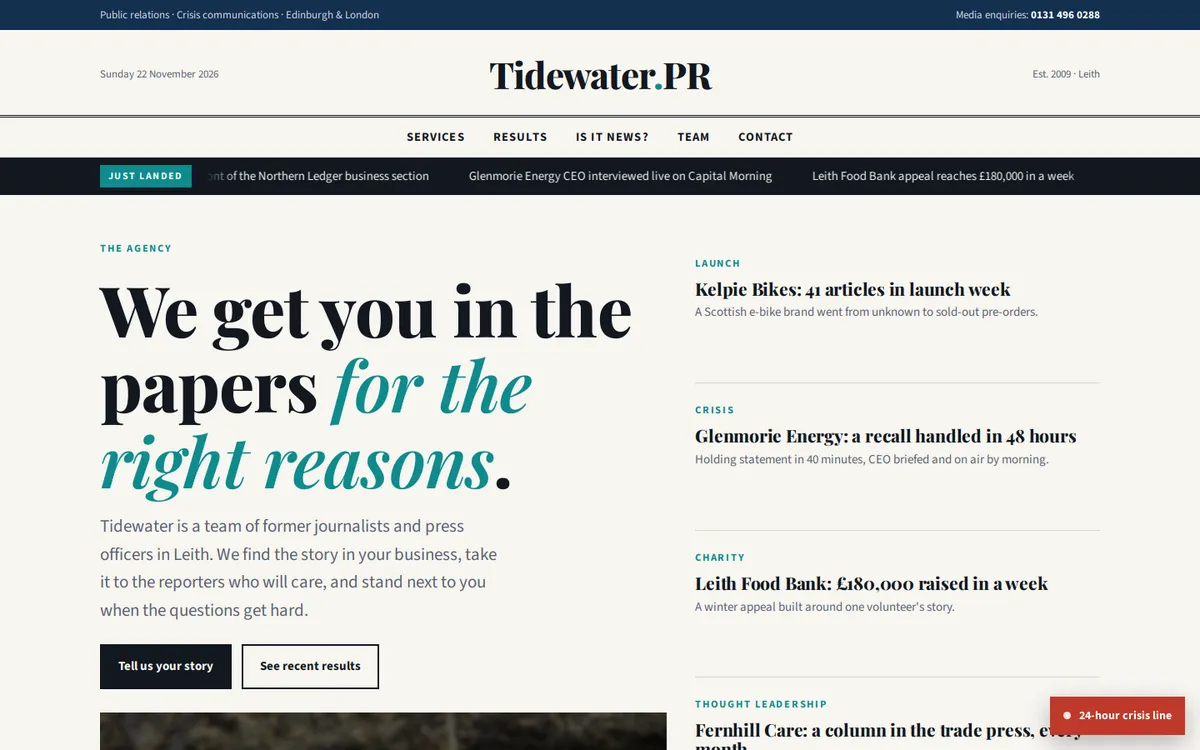 Public relations · Crisis communications · Edinburgh & London
Media enquiries: 0131 496 0288
Sunday 22 November 2026
Tidewater.PR
Est. 2009 · Leith
SERVICES
RESULTS
IS IT NEWS?
TEAM
CONTACT
JUST LANDED
of the Northern Ledger business section
Glenmorie Energy CEO interviewed live on Capital Morning
Leith Food Bank appeal reaches £180,000 in a week
THE AGENCY
We get you in the
papers for the
right reasons.
Tidewater is a team of former journalists and press
officers in Leith. We find the story in your business, take
it to the reporters who will care, and stand next to you
when the questions get hard.
Tell us your story
See recent results
LAUNCH
Kelpie Bikes: 41 articles in launch week
A Scottish e-bike brand went from unknown to sold-out pre-orders.
CRISIS
Glenmorie Energy: a recall handled in 48 hours
Holding statement in 40 minutes, CEO briefed and on air by morning.
CHARITY
Leith Food Bank: £180,000 raised in a week
A winter appeal built around one volunteer's story.
THOUGHT LEADERSHIP
Fernhill Care: a column in the trade press, every
month
24-hour crisis line